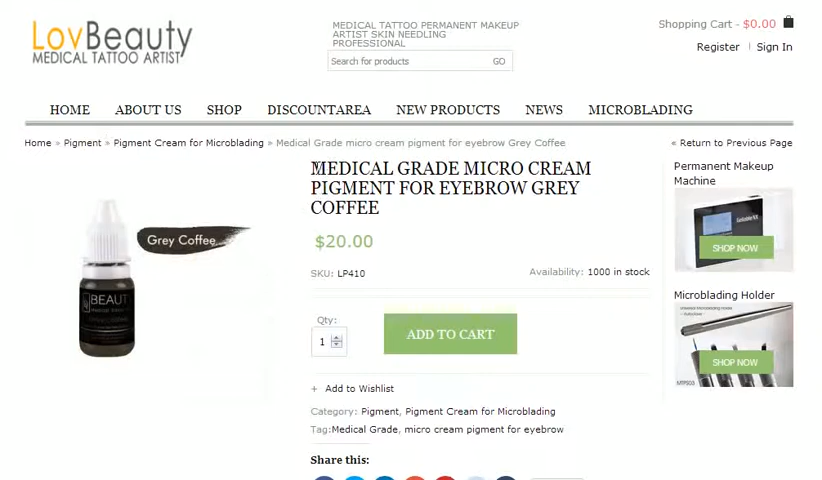 LovBeauty
MEDICAL TATTOO ARTIST
MEDICAL TATTOO PERMANENT MAKEUP
ARTIST SKIN NEEDLING
PROFESSIONAL
Search for products GO
Shopping Cart - $0.00
Register | Sign In
HOME ABOUT US SHOP DISCOUNTAREA NEW PRODUCTS NEWS MICROBLADING
Home » Pigment » Pigment Cream for Microblading » Medical Grade micro cream pigment for eyebrow Grey Coffee
« Return to Previous Page
Grey Coffee
BEAUT
MEDICAL GRADE MICRO CREAM
PIGMENT FOR EYEBROW GREY
COFFEE
$20.00
SKU: LP410
Availability: 1000 in stock
Qty:
1
ADD TO CART
+ Add to Wishlist
Category: Pigment, Pigment Cream for Microblading
Tag:Medical Grade, micro cream pigment for eyebrow
Share this:
Permanent Makeup
Machine
SHOP NOW
Microblading Holder
SHOP NOW
MTP503